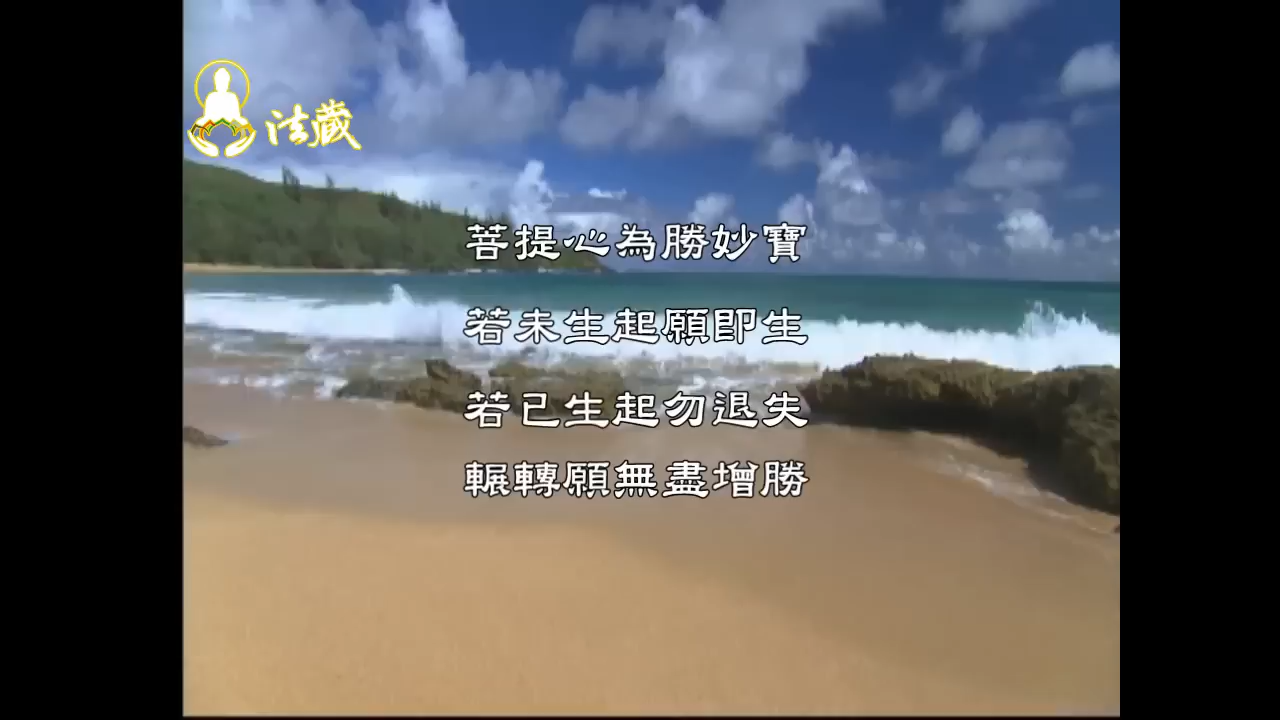 法藏
菩提心為勝妙寶
若未生起願即生
若已生起勿退失
輾轉願無盡增勝